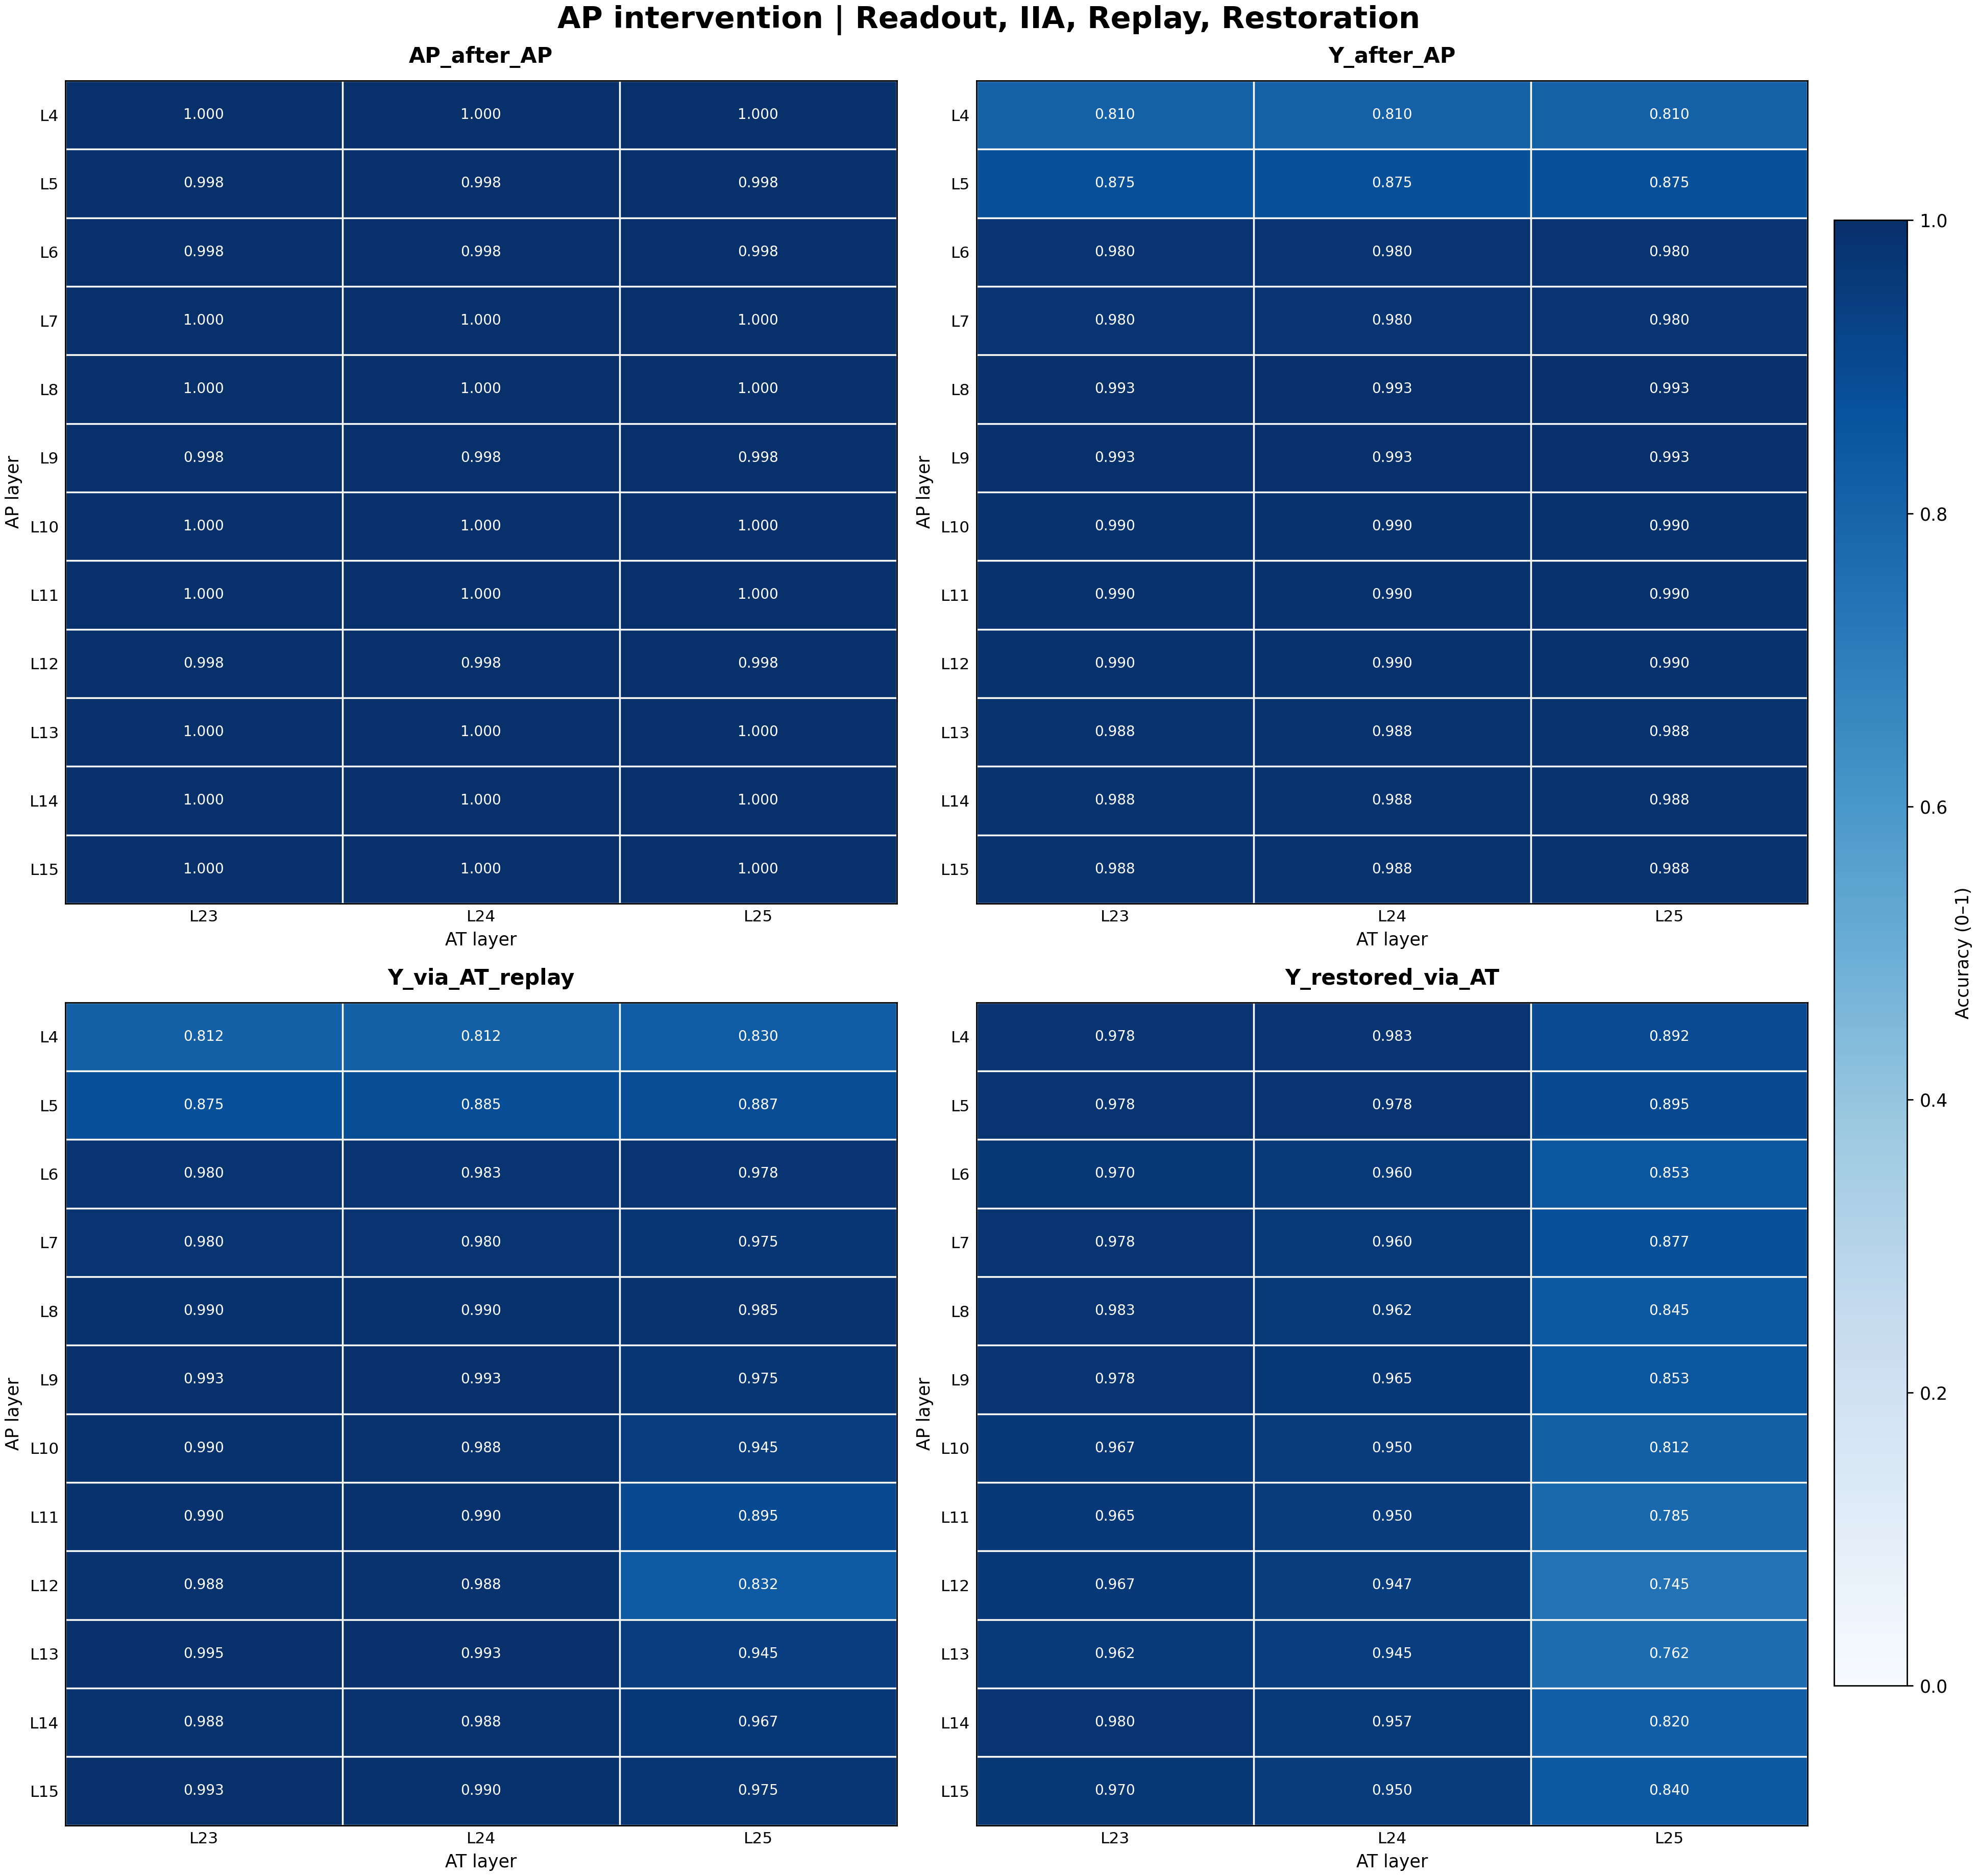 AP intervention | Readout, IIA, Replay, Restoration
AP_after_AP
AP layer
L4 1.000 1.000 1.000
L5 0.998 0.998 0.998
L6 0.998 0.998 0.998
L7 1.000 1.000 1.000
L8 1.000 1.000 1.000
L9 0.998 0.998 0.998
L10 1.000 1.000 1.000
L11 1.000 1.000 1.000
L12 0.998 0.998 0.998
L13 1.000 1.000 1.000
L14 1.000 1.000 1.000
L15 1.000 1.000 1.000
L23 L24 L25
AT layer
Y_after_AP
AP layer
L4 0.810 0.810 0.810
L5 0.875 0.875 0.875
L6 0.980 0.980 0.980
L7 0.980 0.980 0.980
L8 0.993 0.993 0.993
L9 0.993 0.993 0.993
L10 0.990 0.990 0.990
L11 0.990 0.990 0.990
L12 0.990 0.990 0.990
L13 0.988 0.988 0.988
L14 0.988 0.988 0.988
L15 0.988 0.988 0.988
L23 L24 L25
AT layer
Y_via_AT_replay
AP layer
L4 0.812 0.812 0.830
L5 0.875 0.885 0.887
L6 0.980 0.983 0.978
L7 0.980 0.980 0.975
L8 0.990 0.990 0.985
L9 0.993 0.993 0.975
L10 0.990 0.988 0.945
L11 0.990 0.990 0.895
L12 0.988 0.988 0.832
L13 0.995 0.993 0.945
L14 0.988 0.988 0.967
L15 0.993 0.990 0.975
L23 L24 L25
AT layer
Y_restored_via_AT
AP layer
L4 0.978 0.983 0.892
L5 0.978 0.978 0.895
L6 0.970 0.960 0.853
L7 0.978 0.960 0.877
L8 0.983 0.962 0.845
L9 0.978 0.965 0.853
L10 0.967 0.950 0.812
L11 0.965 0.950 0.785
L12 0.967 0.947 0.745
L13 0.962 0.945 0.762
L14 0.980 0.957 0.820
L15 0.970 0.950 0.840
L23 L24 L25
AT layer
1.0
0.8
0.6
0.4
0.2
0.0
Accuracy (0–1)